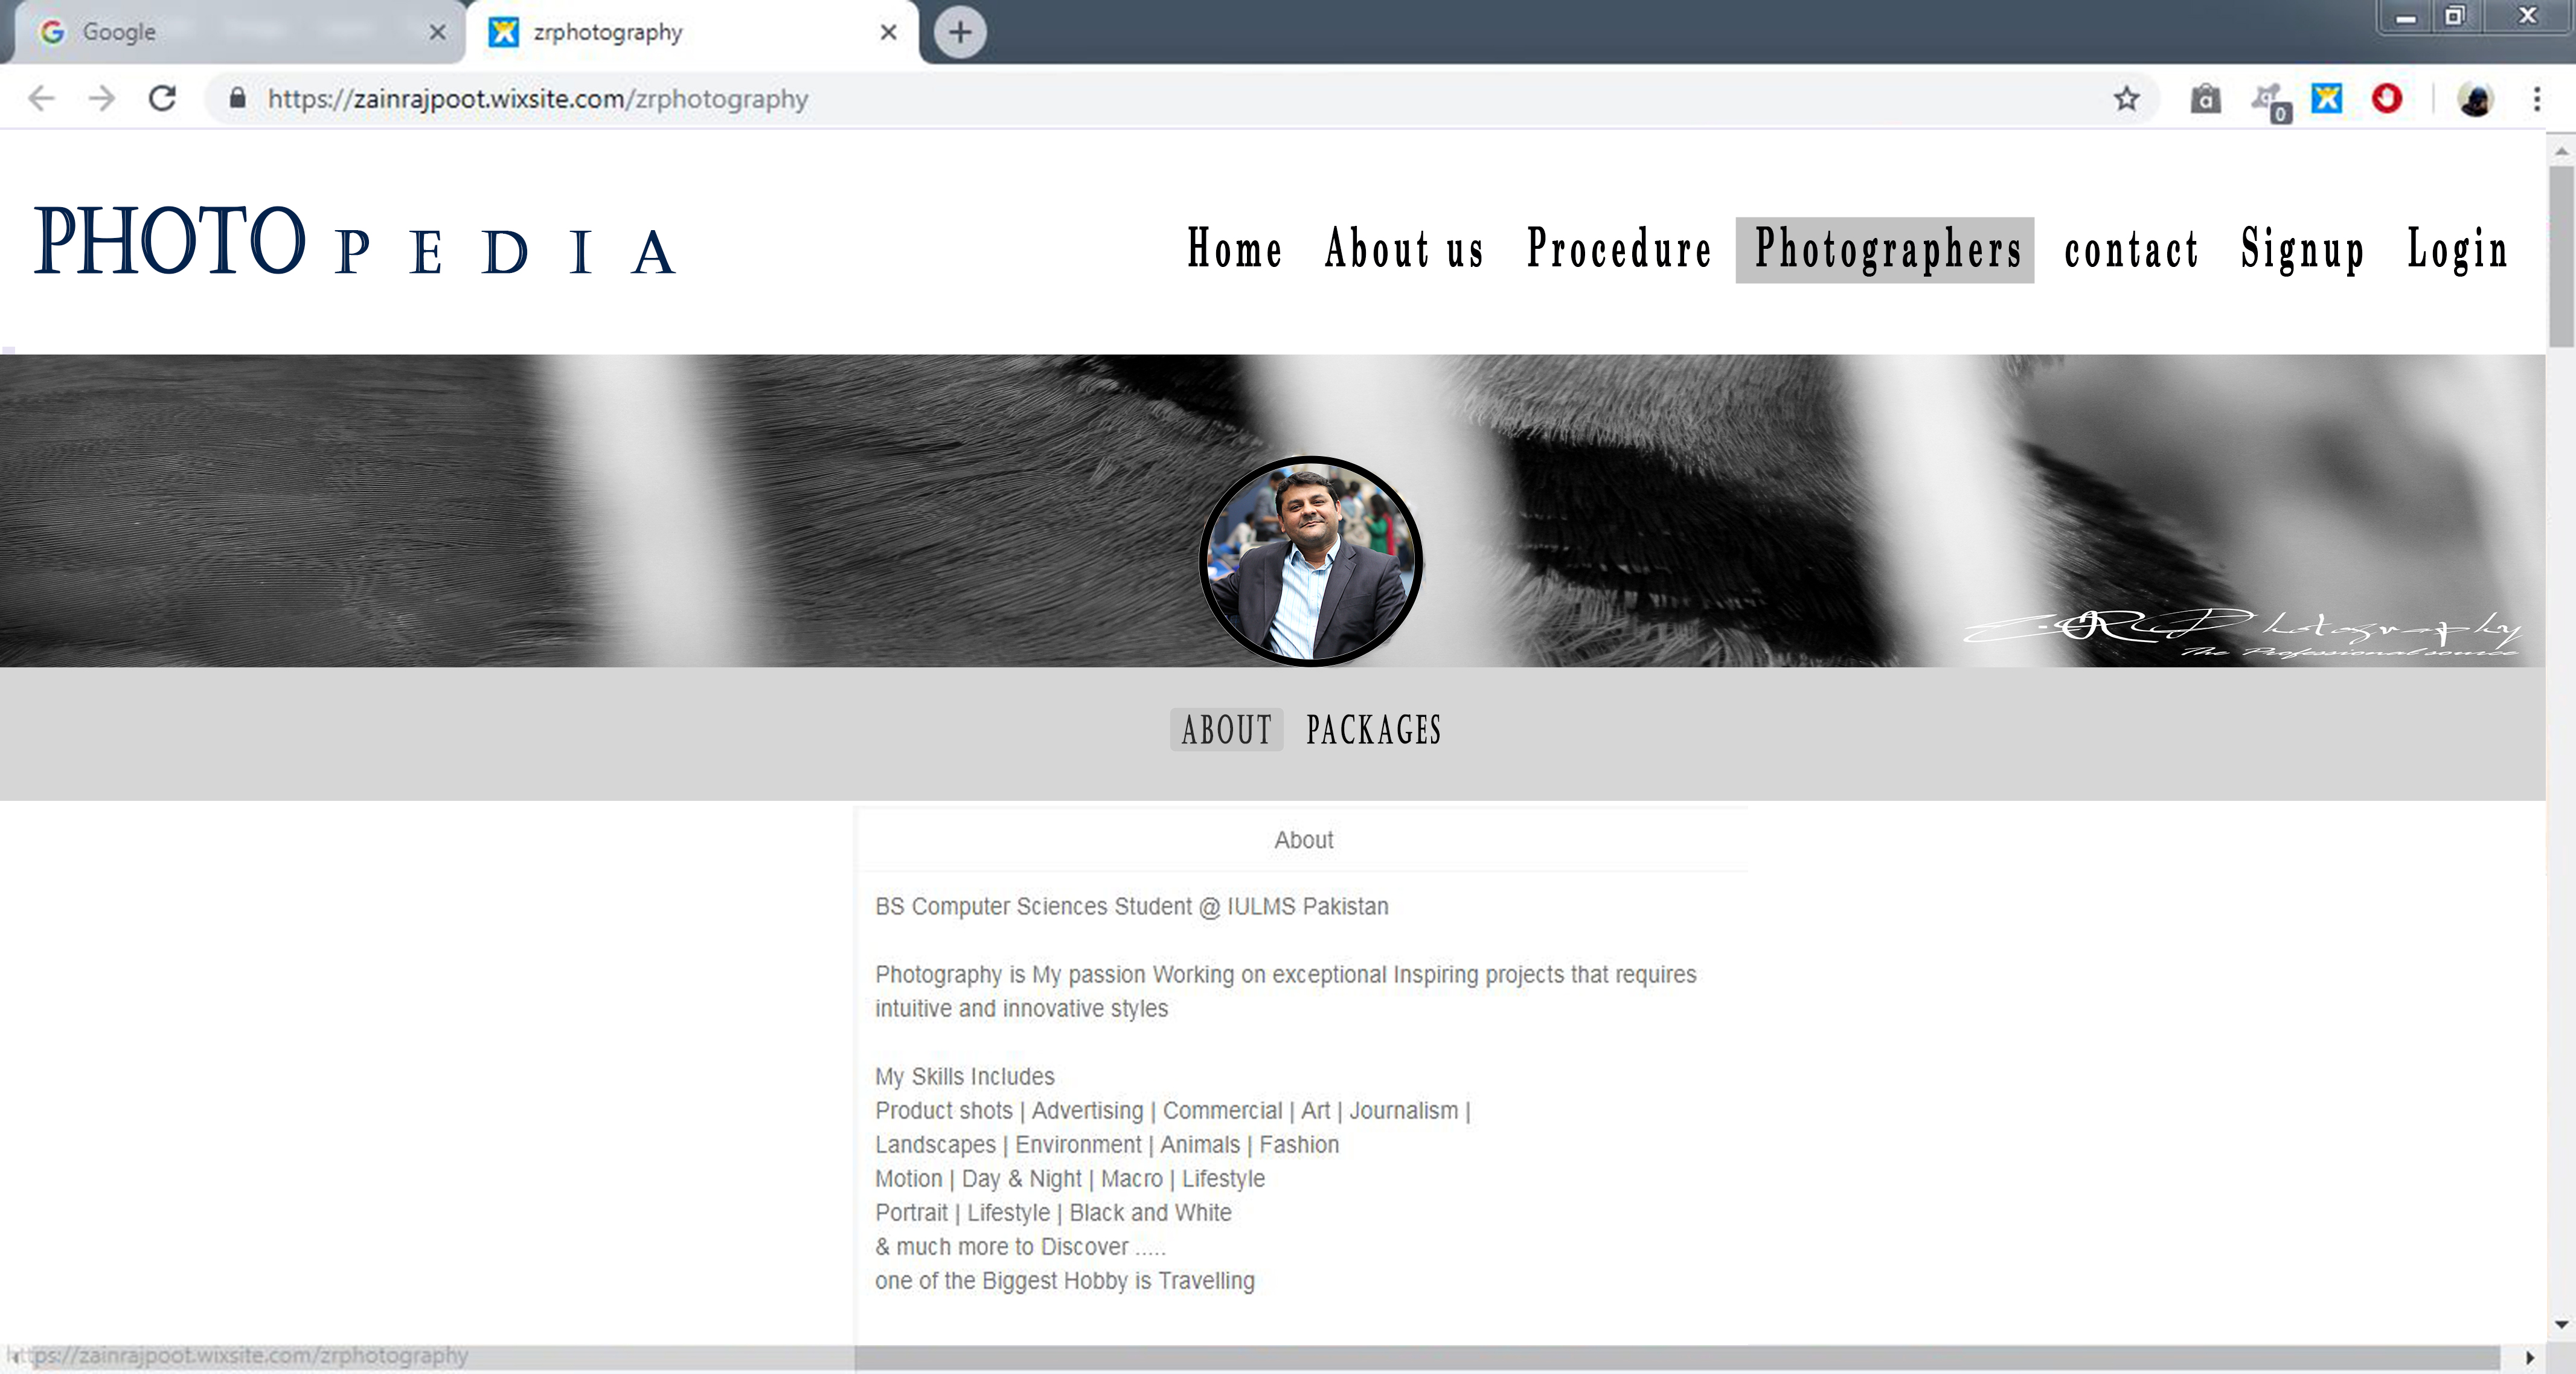 Google
zrphotography
https://zainrajpoot.wixsite.com/zrphotography
0
PHOTO PEDIA
Home About us Procedure Photographers contact Signup Login
Photography
The Professional source
ABOUT PACKAGES
About
BS Computer Sciences Student @ IULMS Pakistan
Photography is My passion Working on exceptional Inspiring projects that requires
intuitive and innovative styles
My Skills Includes
Product shots | Advertising | Commercial | Art | Journalism |
Landscapes | Environment | Animals | Fashion
Motion | Day & Night | Macro | Lifestyle
Portrait | Lifestyle | Black and White
& much more to Discover .....
one of the Biggest Hobby is Travelling
https://zainrajpoot.wixsite.com/zrphotography